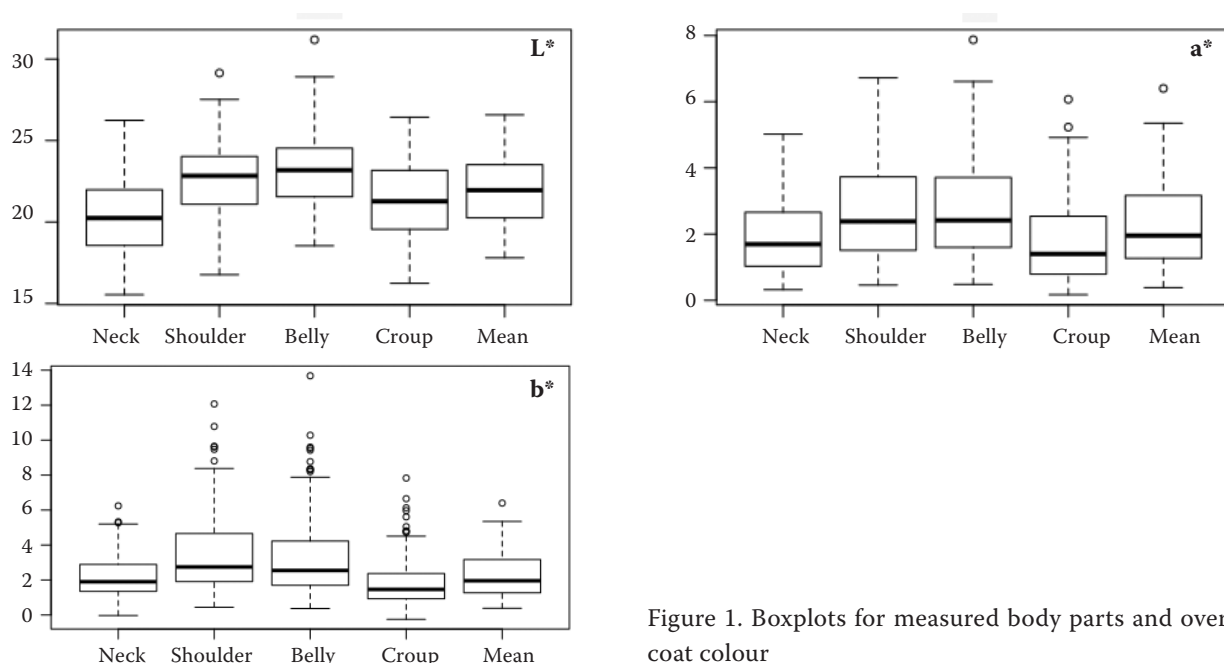 L*
30
25
20
15
Neck Shoulder Belly Croup Mean
a*
8
6
4
2
0
Neck Shoulder Belly Croup Mean
b*
14
12
10
8
6
4
2
0
Neck Shoulder Belly Croup Mean
Figure 1. Boxplots for measured body parts and over
coat colour